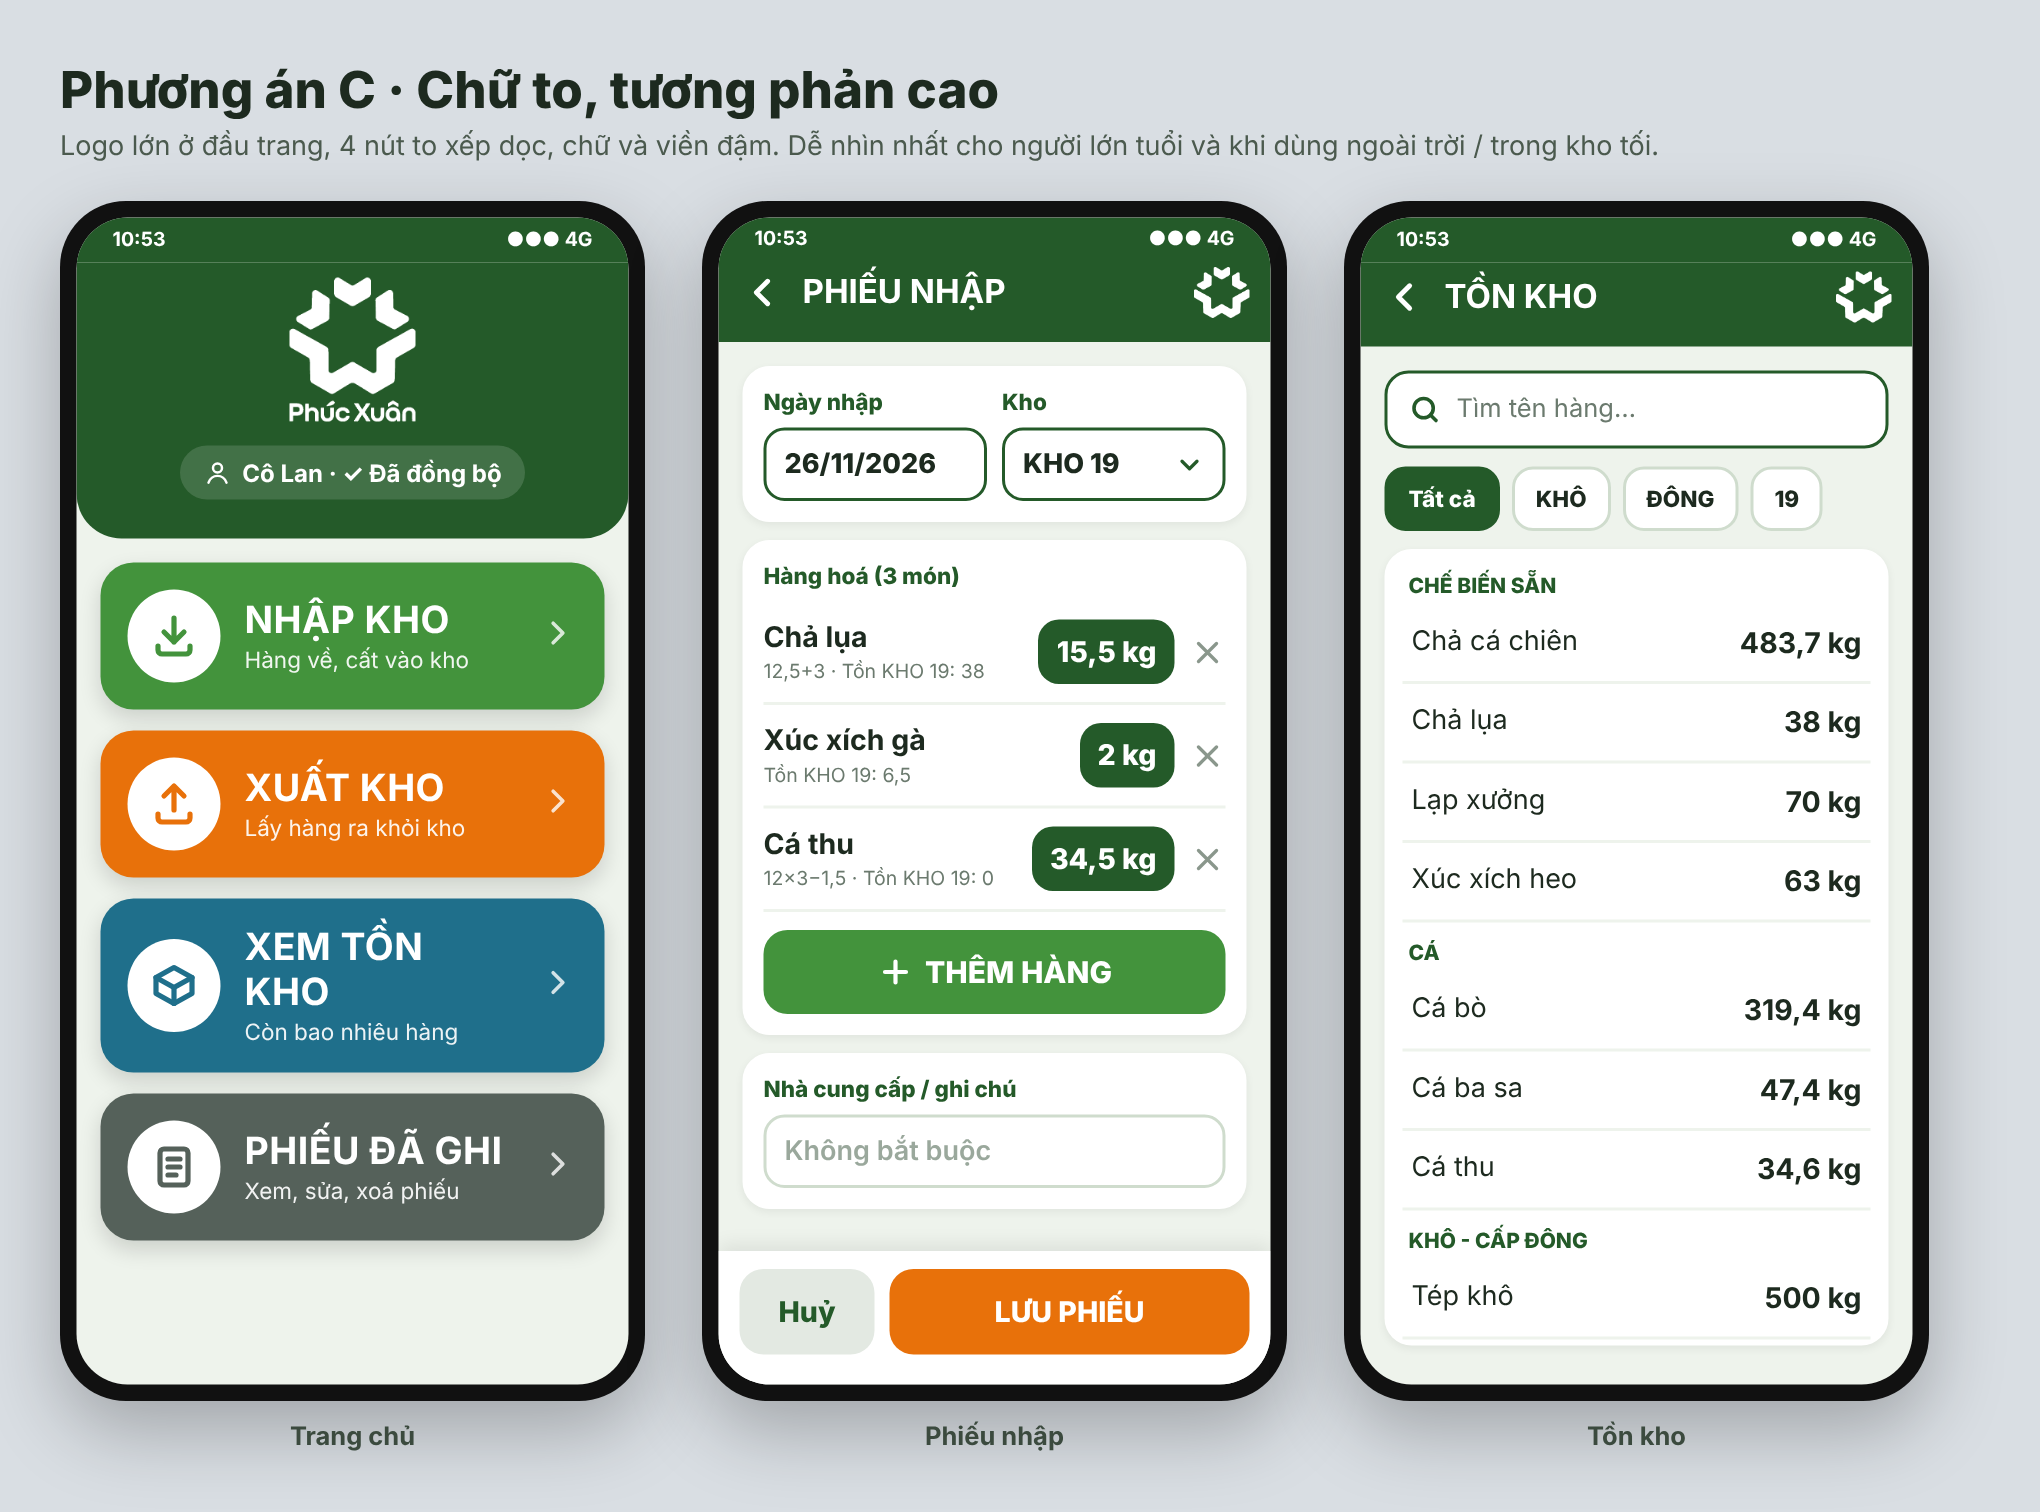 Phương án C · Chữ to, tương phản cao
Logo lớn ở đầu trang, 4 nút to xếp dọc, chữ và viền đậm. Dễ nhìn nhất cho người lớn tuổi và khi dùng ngoài trời / trong kho tối.
10:53
4G
Phúc Xuân
Cô Lan · ✓ Đã đồng bộ
NHẬP KHO
Hàng về, cất vào kho
XUẤT KHO
Lấy hàng ra khỏi kho
XEM TỒN
KHO
Còn bao nhiêu hàng
PHIẾU ĐÃ GHI
Xem, sửa, xoá phiếu
Trang chủ
10:53
4G
PHIẾU NHẬP
Ngày nhập
Kho
26/11/2026
KHO 19
Hàng hoá (3 món)
Chả lụa
12,5+3 · Tồn KHO 19: 38
15,5 kg
Xúc xích gà
Tồn KHO 19: 6,5
2 kg
Cá thu
12×3−1,5 · Tồn KHO 19: 0
34,5 kg
+ THÊM HÀNG
Nhà cung cấp / ghi chú
Không bắt buộc
Huỷ
LƯU PHIẾU
Phiếu nhập
10:53
4G
TỒN KHO
Tìm tên hàng...
Tất cả
KHÔ
ĐÔNG
19
CHẾ BIẾN SẴN
Chả cá chiên
483,7 kg
Chả lụa
38 kg
Lạp xưởng
70 kg
Xúc xích heo
63 kg
CÁ
Cá bò
319,4 kg
Cá ba sa
47,4 kg
Cá thu
34,6 kg
KHÔ - CẤP ĐÔNG
Tép khô
500 kg
Tồn kho